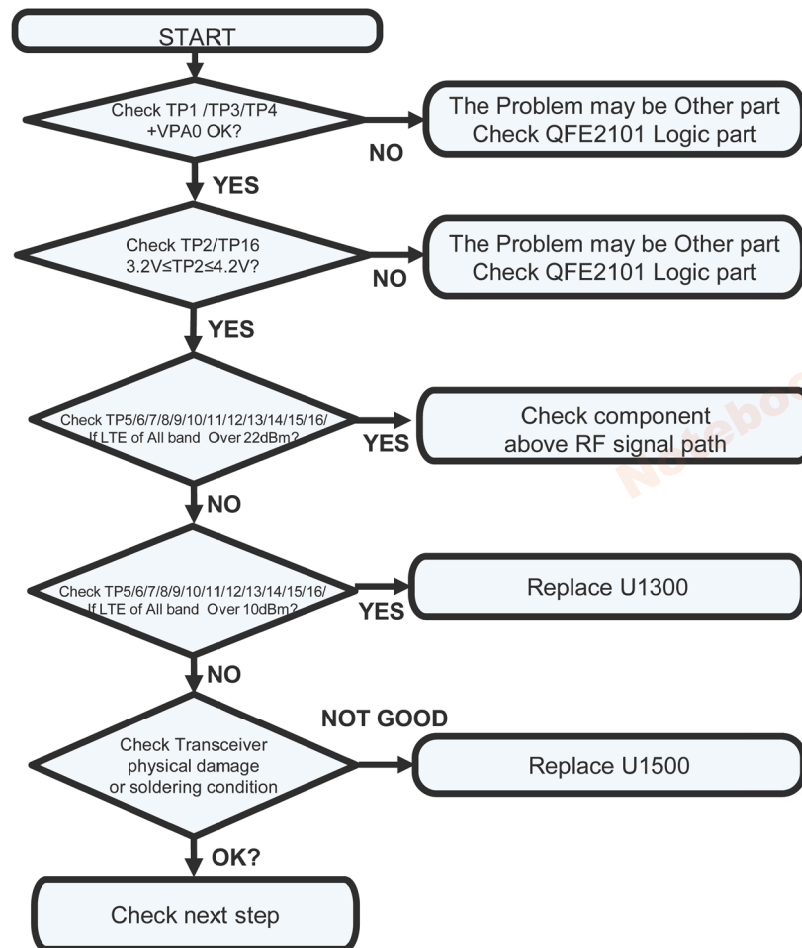 START
Check TP1 /TP3/TP4
+VPA0 OK?
NO
The Problem may be Other part
Check QFE2101 Logic part
YES
Check TP2/TP16
3.2V≤TP2≤4.2V?
NO
The Problem may be Other part
Check QFE2101 Logic part
YES
Check TP5/6/7/8/9/10/11/12/13/14/15/16/
If LTE of All band Over 22dBm?
YES
Check component
above RF signal path
NO
Check TP5/6/7/8/9/10/11/12/13/14/15/16/
If LTE of All band Over 10dBm?
YES
Replace U1300
NO
Check Transceiver
physical damage
or soldering condition
NOT GOOD
Replace U1500
OK?
Check next step